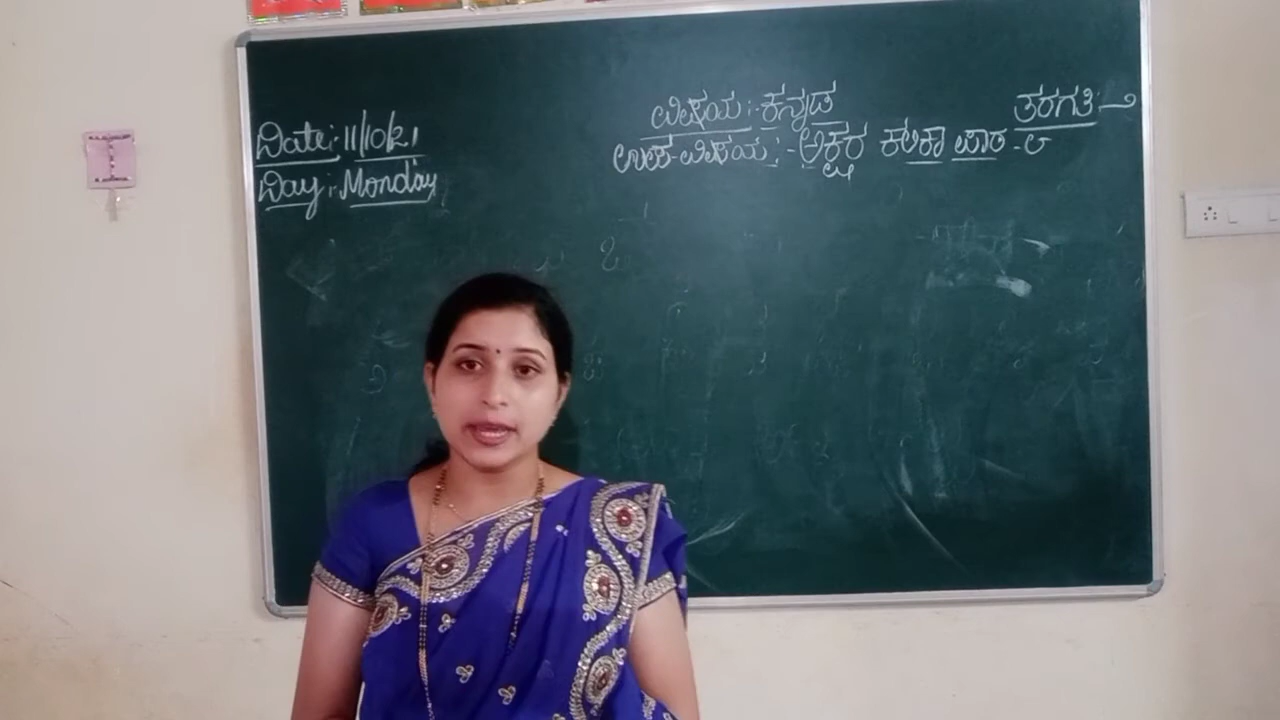 Date:-11/10/21
Day:-Monday
ವಿಷಯ:-ಕನ್ನಡ
ತರಗತಿ:-೨
ಉಪ-ವಿಷಯ:-ಅಕ್ಷರ ಕಲಿಕಾ ಪಾಠ-೮